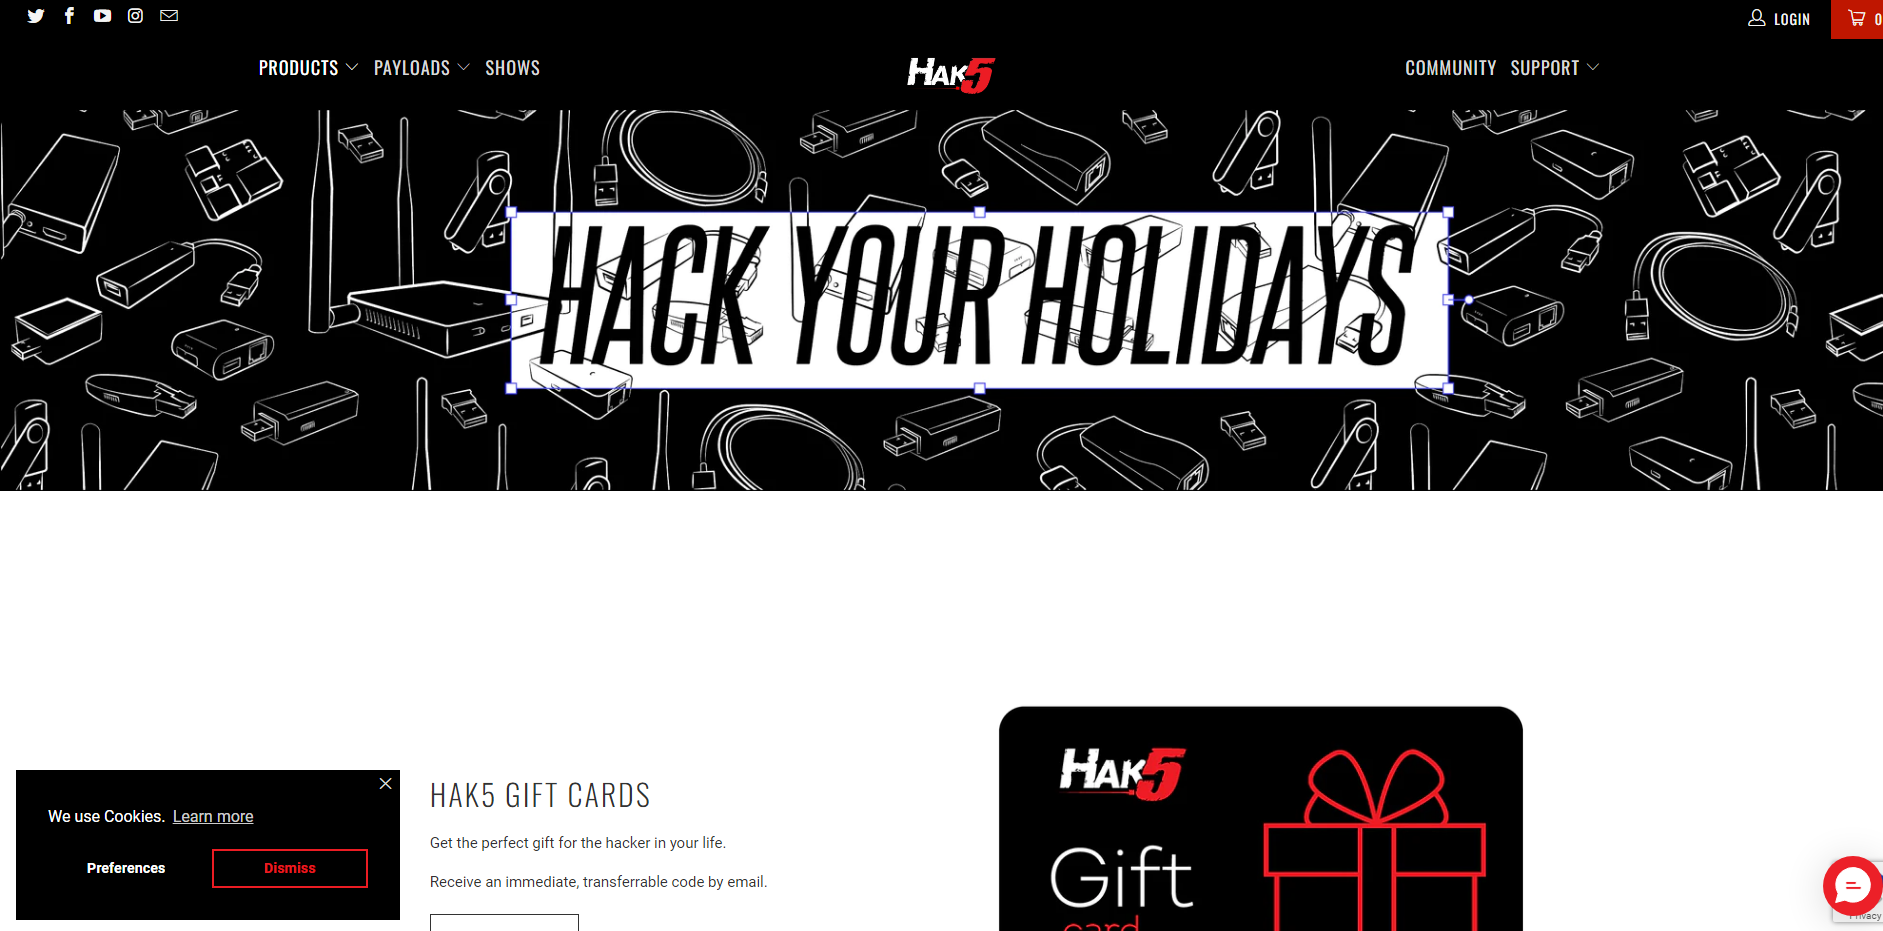 LOGIN
0
PRODUCTS PAYLOADS SHOWS
HAK5
COMMUNITY SUPPORT
HACK YOUR HOLIDAYS
HAK5
Gift
card
HAK5 GIFT CARDS
Get the perfect gift for the hacker in your life.
Receive an immediate, transferrable code by email.
We use Cookies. Learn more
Preferences
Dismiss
Privacy